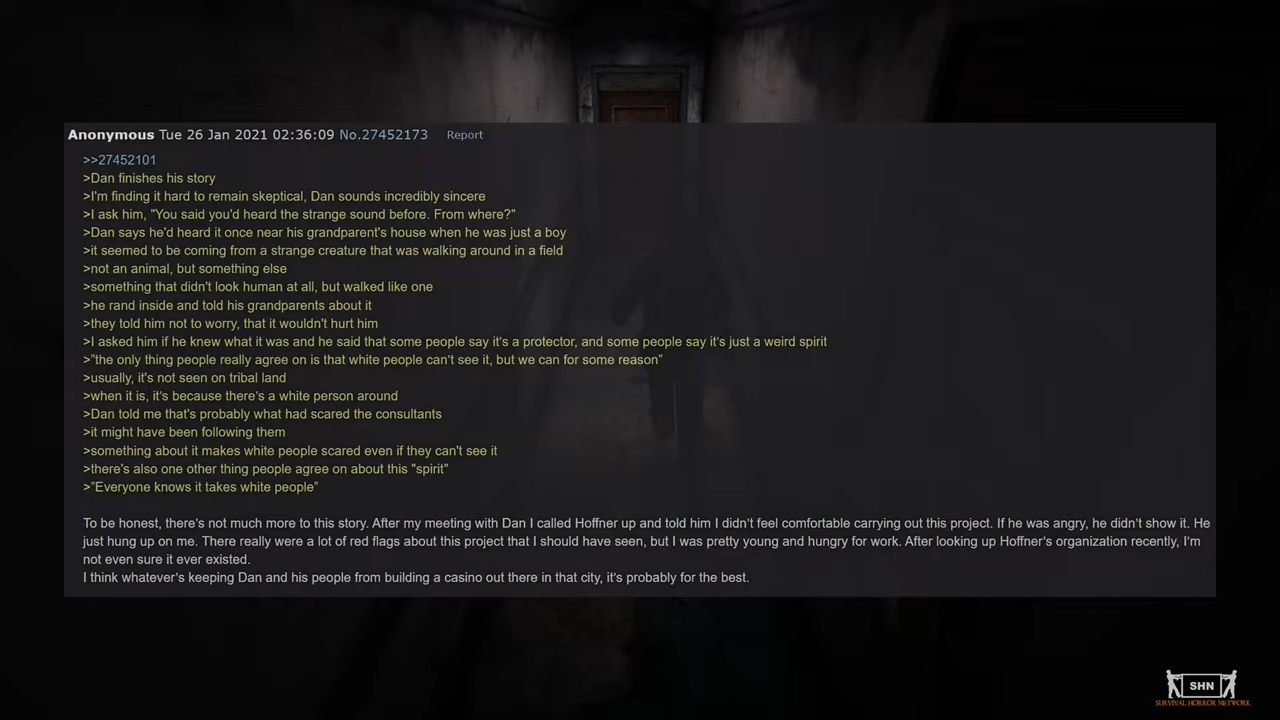 Anonymous Tue 26 Jan 2021 02:36:09 No.27452173 Report
>>27452101
>Dan finishes his story
>I'm finding it hard to remain skeptical, Dan sounds incredibly sincere
>I ask him, "You said you'd heard the strange sound before. From where?"
>Dan says he'd heard it once near his grandparent's house when he was just a boy
>it seemed to be coming from a strange creature that was walking around in a field
>not an animal, but something else
>something that didn't look human at all, but walked like one
>he rand inside and told his grandparents about it
>they told him not to worry, that it wouldn't hurt him
>I asked him if he knew what it was and he said that some people say it's a protector, and some people say it's just a weird spirit
>"the only thing people really agree on is that white people can't see it, but we can for some reason"
>usually, it's not seen on tribal land
>when it is, it's because there's a white person around
>Dan told me that's probably what had scared the consultants
>it might have been following them
>something about it makes white people scared even if they can't see it
>there's also one other thing people agree on about this "spirit"
>"Everyone knows it takes white people"
To be honest, there's not much more to this story. After my meeting with Dan I called Hoffner up and told him I didn't feel comfortable carrying out this project. If he was angry, he didn't show it. He
just hung up on me. There really were a lot of red flags about this project that I should have seen, but I was pretty young and hungry for work. After looking up Hoffner's organization recently, I'm
not even sure it ever existed.
I think whatever's keeping Dan and his people from building a casino out there in that city, it's probably for the best.
SHN
SURVIVAL HORROR NETWORK